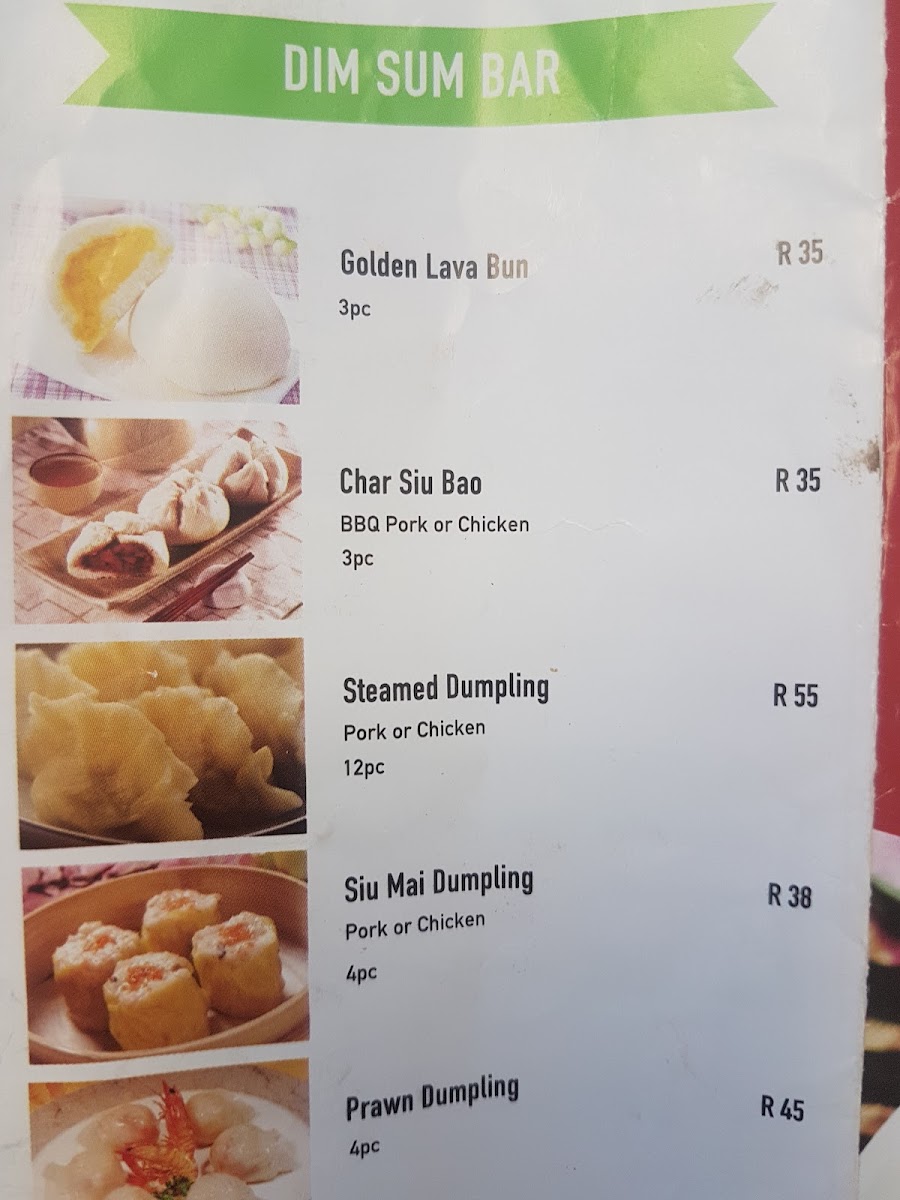 DIM SUM BAR
Golden Lava Bun R 35
3pc
Char Siu Bao R 35
BBQ Pork or Chicken
3pc
Steamed Dumpling R 55
Pork or Chicken
12pc
Siu Mai Dumpling R 38
Pork or Chicken
4pc
Prawn Dumpling R 45
4pc